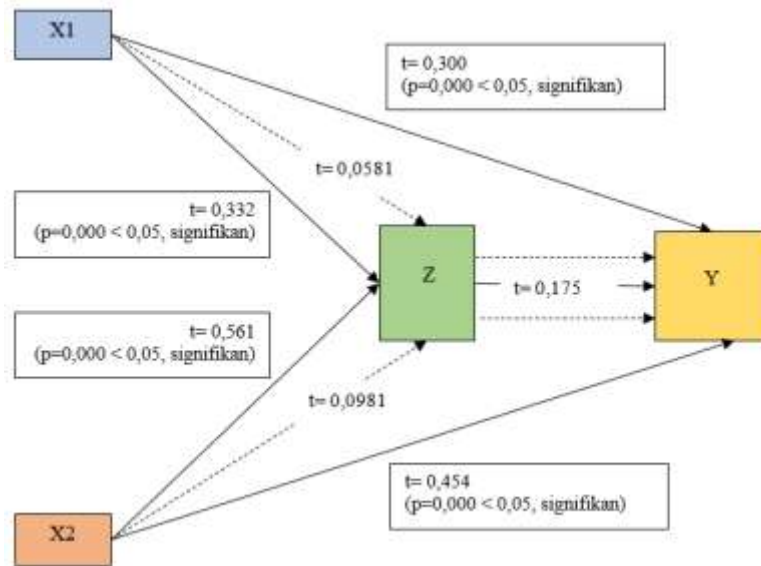 X1
t= 0,300
(p=0,000 < 0,05, signifikan)
t= 0,0581
t= 0,332
(p=0,000 < 0,05, signifikan)
Z
t= 0,175
Y
t= 0,561
(p=0,000 < 0,05, signifikan)
t= 0,0981
t= 0,454
(p=0,000 < 0,05, signifikan)
X2